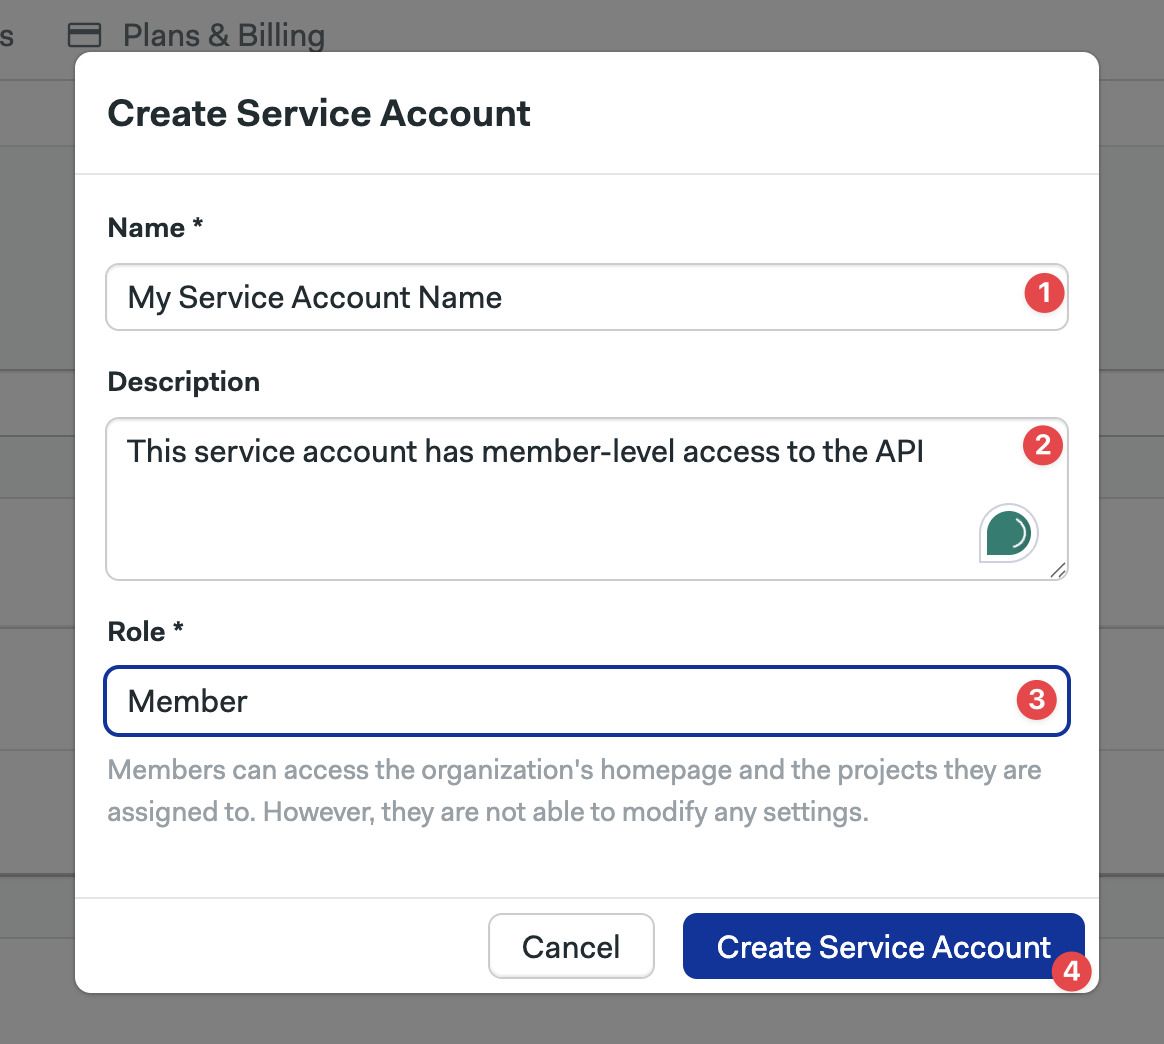 s Plans & Billing
Create Service Account
Name *
My Service Account Name 1
Description
This service account has member-level access to the API 2
Role *
Member 3
Members can access the organization's homepage and the projects they are
assigned to. However, they are not able to modify any settings.
Cancel Create Service Account 4